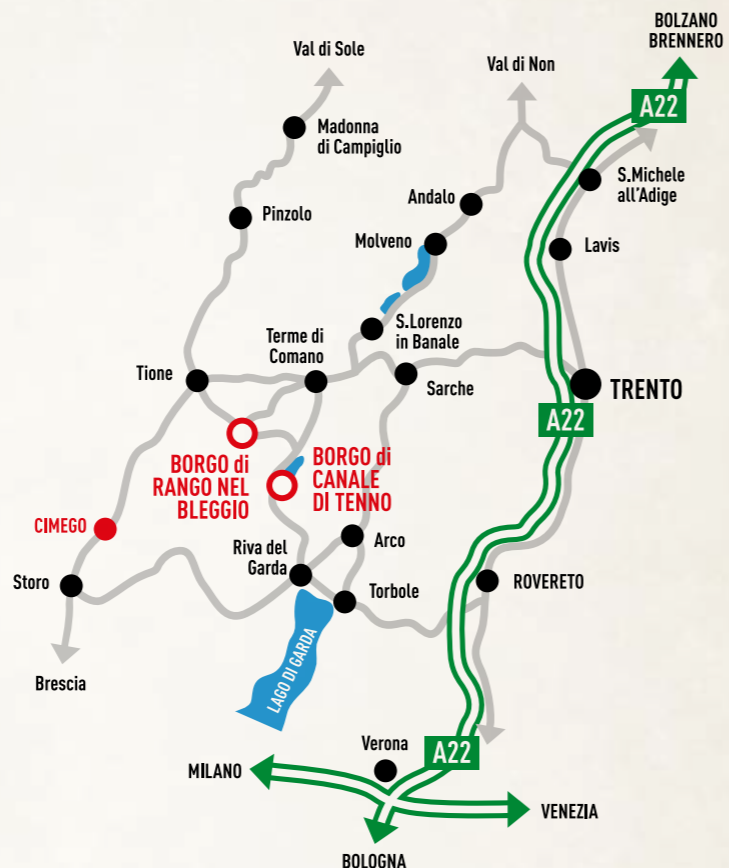 BOLZANO
BRENNERO
Val di Sole
Val di Non
A22
Madonna
di Campiglio
S.Michele
all'Adige
Andalo
Pinzolo
Molveno
Lavis
S.Lorenzo
in Banale
Terme di
Comano
Tione
Sarche
TRENTO
A22
BORGO di
RANGO NEL
BLEGGIO
BORGO di
CANALE
DI TENNO
CIMEGO
Arco
Riva del
Garda
Storo
Torbole
ROVERETO
LAGO DI GARDA
Brescia
Verona
A22
MILANO
VENEZIA
BOLOGNA